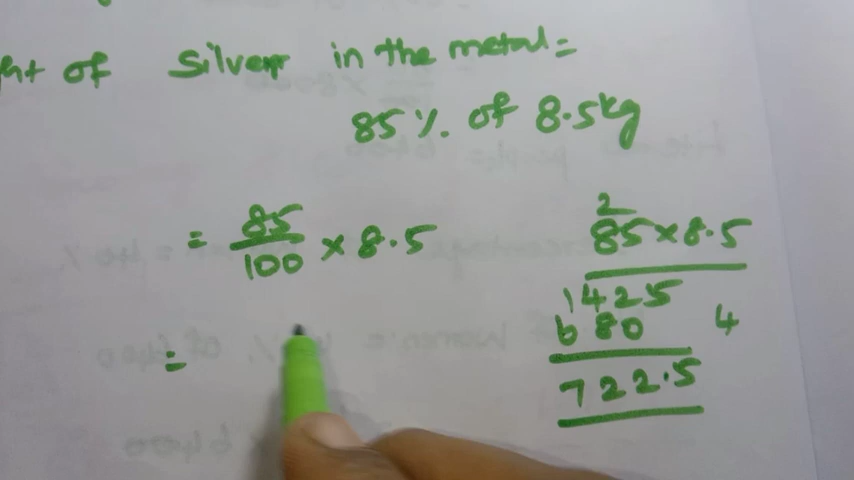 ht of silver in the metal =
85 % of 8.5kg
= 85/100 × 8.5
=
2
85 × 8.5
1425
680 4
722.5